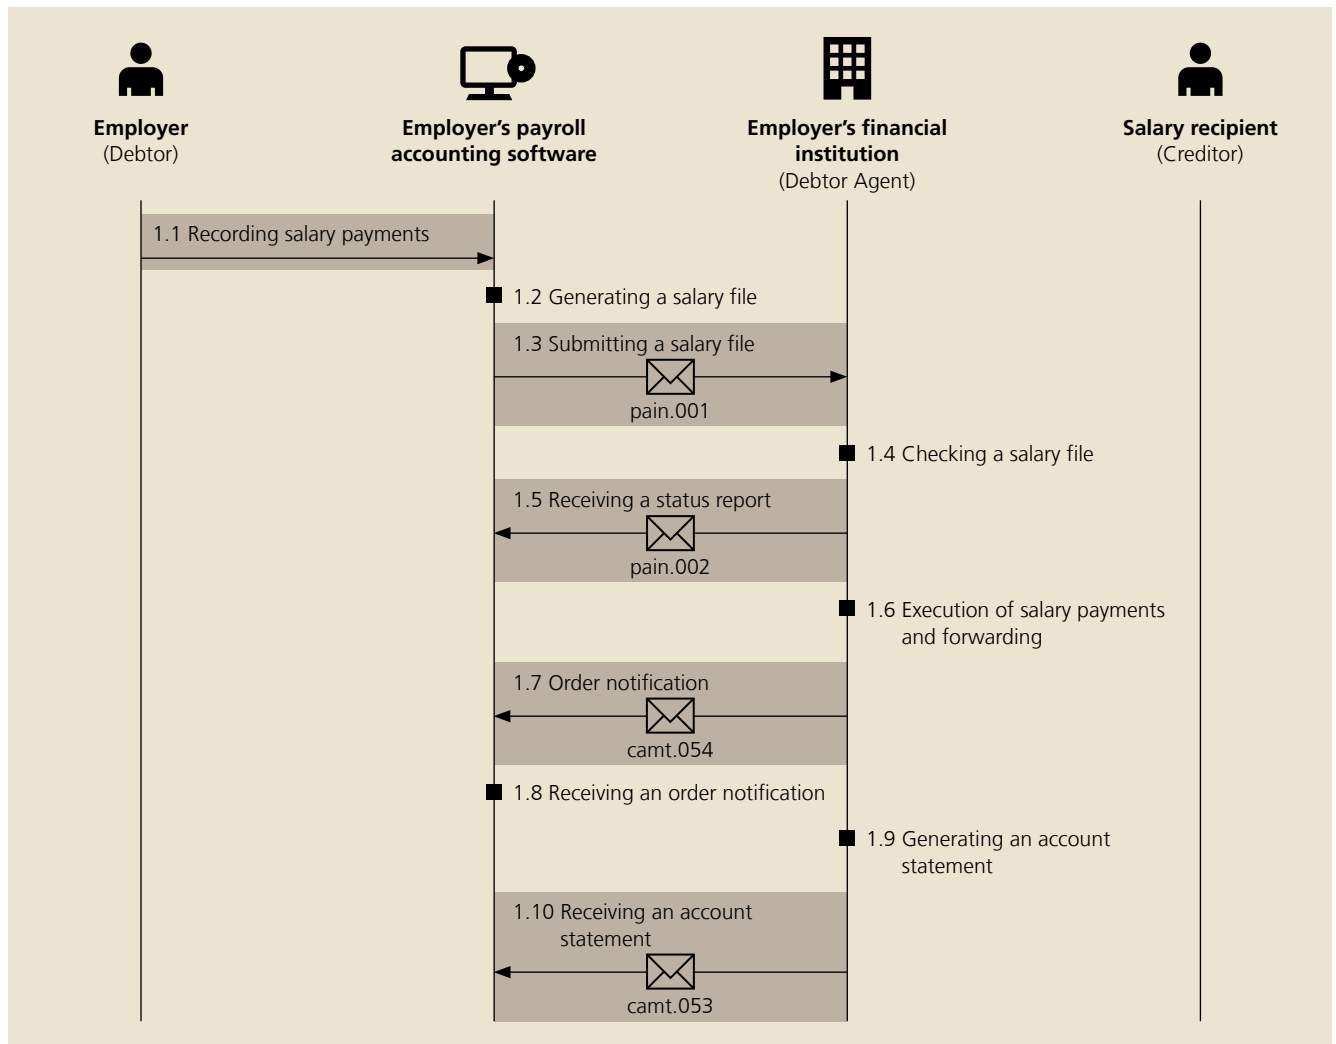 Employer
(Debtor)
Employer’s payroll
accounting software
Employer’s financial
institution
(Debtor Agent)
Salary recipient
(Creditor)
1.1 Recording salary payments
1.2 Generating a salary file
1.3 Submitting a salary file
pain.001
1.4 Checking a salary file
1.5 Receiving a status report
pain.002
1.6 Execution of salary payments
and forwarding
1.7 Order notification
camt.054
1.8 Receiving an order notification
1.9 Generating an account
statement
1.10 Receiving an account
statement
camt.053